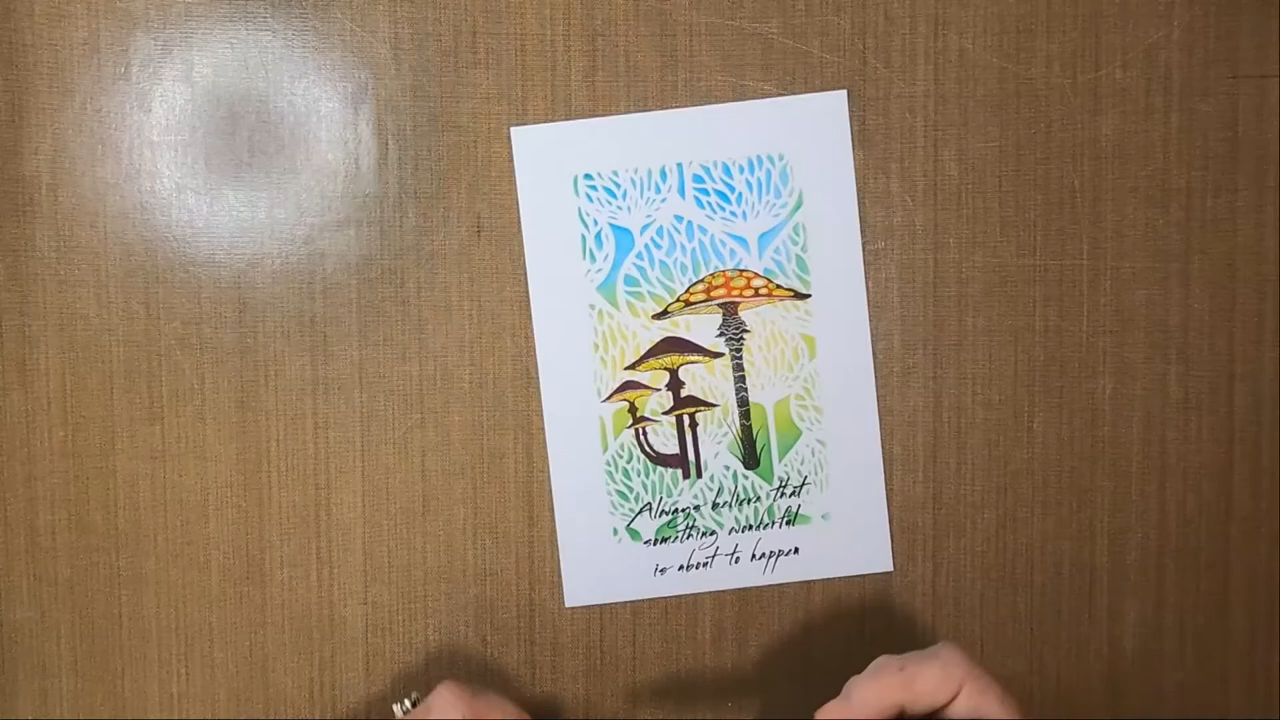 Always believe that
something wonderful
is about to happen